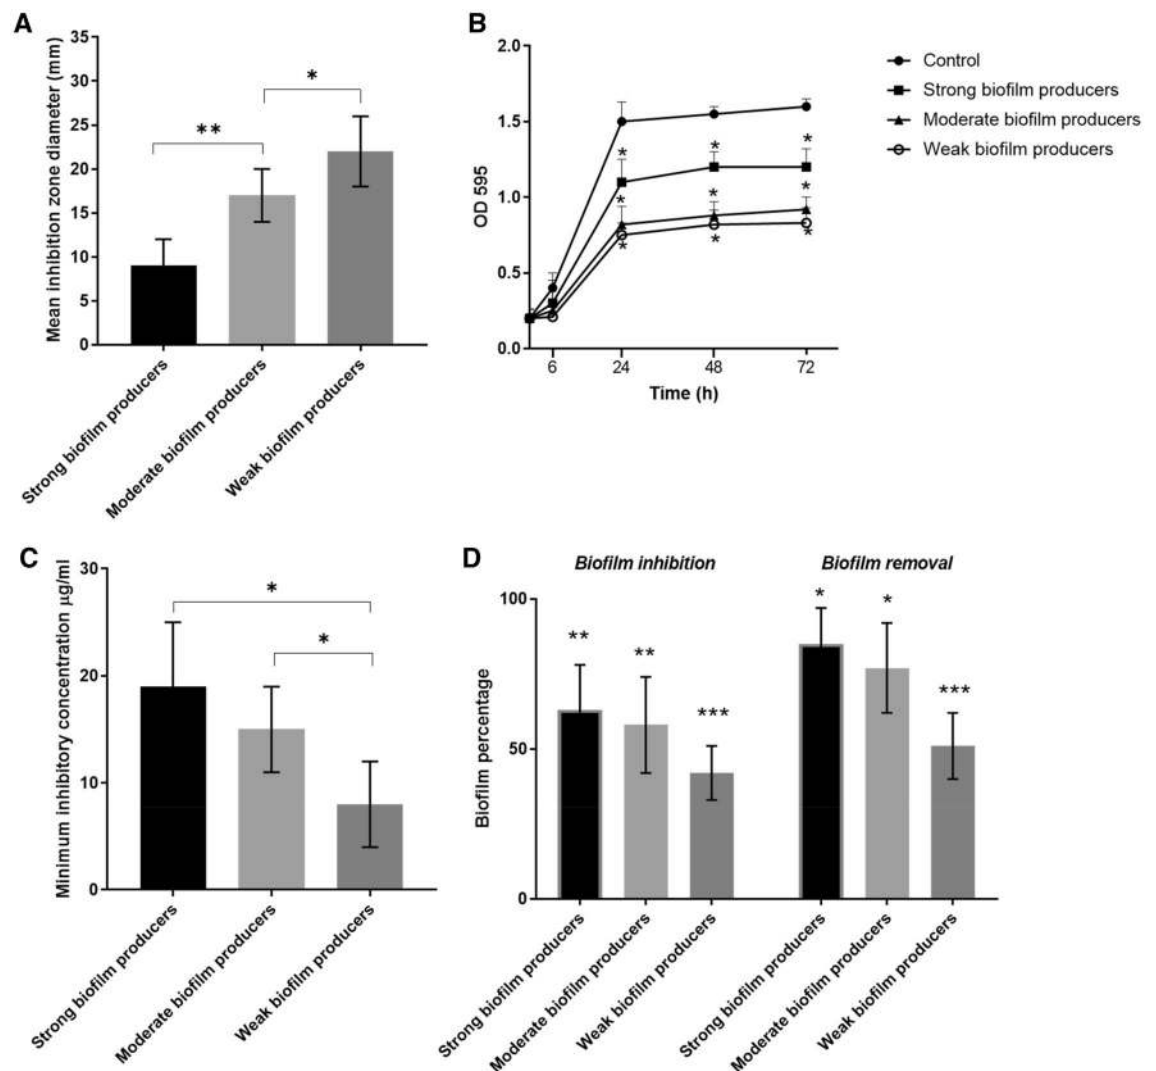 A
Mean inhibition zone diameter (mm)
35
30
25
20
15
10
5
0
**
*
Strong biofilm producers
Moderate biofilm producers
Weak biofilm producers
B
OD 595
2.0
1.5
1.0
0.5
0.0
* * *
* * *
* * *
6 24 48 72
Time (h)
Control
Strong biofilm producers
Moderate biofilm producers
Weak biofilm producers
C
Minimum inhibitory concentration µg/ml
30
20
10
0
*
*
Strong biofilm producers
Moderate biofilm producers
Weak biofilm producers
D
Biofilm inhibition Biofilm removal
Biofilm percentage
100
50
0
** ** *** * * ***
Strong biofilm producers
Moderate biofilm producers
Weak biofilm producers
Strong biofilm producers
Moderate biofilm producers
Weak biofilm producers